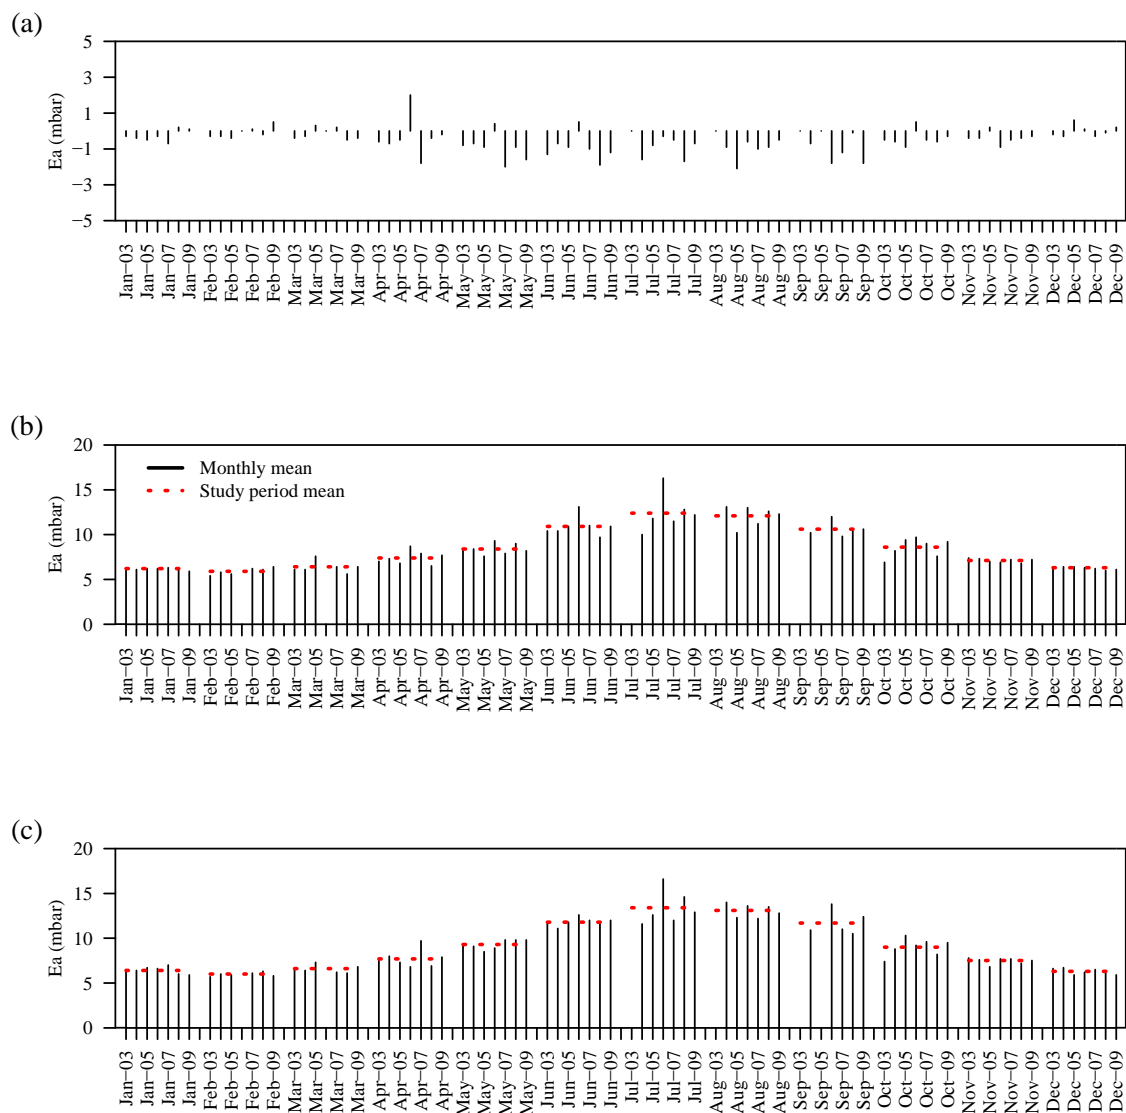 (a)
5
3
1
−1
−3
−5
Ea (mbar)
Jan−03 Jan−05 Jan−07 Jan−09 Feb−03 Feb−05 Feb−07 Feb−09 Mar−03 Mar−05 Mar−07 Mar−09 Apr−03 Apr−05 Apr−07 Apr−09 May−03 May−05 May−07 May−09 Jun−03 Jun−05 Jun−07 Jun−09 Jul−03 Jul−05 Jul−07 Jul−09 Aug−03 Aug−05 Aug−07 Aug−09 Sep−03 Sep−05 Sep−07 Sep−09 Oct−03 Oct−05 Oct−07 Oct−09 Nov−03 Nov−05 Nov−07 Nov−09 Dec−03 Dec−05 Dec−07 Dec−09
(b)
20
15
10
5
0
Ea (mbar)
Monthly mean
Study period mean
Jan−03 Jan−05 Jan−07 Jan−09 Feb−03 Feb−05 Feb−07 Feb−09 Mar−03 Mar−05 Mar−07 Mar−09 Apr−03 Apr−05 Apr−07 Apr−09 May−03 May−05 May−07 May−09 Jun−03 Jun−05 Jun−07 Jun−09 Jul−03 Jul−05 Jul−07 Jul−09 Aug−03 Aug−05 Aug−07 Aug−09 Sep−03 Sep−05 Sep−07 Sep−09 Oct−03 Oct−05 Oct−07 Oct−09 Nov−03 Nov−05 Nov−07 Nov−09 Dec−03 Dec−05 Dec−07 Dec−09
(c)
20
15
10
5
0
Ea (mbar)
Jan−03 Jan−05 Jan−07 Jan−09 Feb−03 Feb−05 Feb−07 Feb−09 Mar−03 Mar−05 Mar−07 Mar−09 Apr−03 Apr−05 Apr−07 Apr−09 May−03 May−05 May−07 May−09 Jun−03 Jun−05 Jun−07 Jun−09 Jul−03 Jul−05 Jul−07 Jul−09 Aug−03 Aug−05 Aug−07 Aug−09 Sep−03 Sep−05 Sep−07 Sep−09 Oct−03 Oct−05 Oct−07 Oct−09 Nov−03 Nov−05 Nov−07 Nov−09 Dec−03 Dec−05 Dec−07 Dec−09